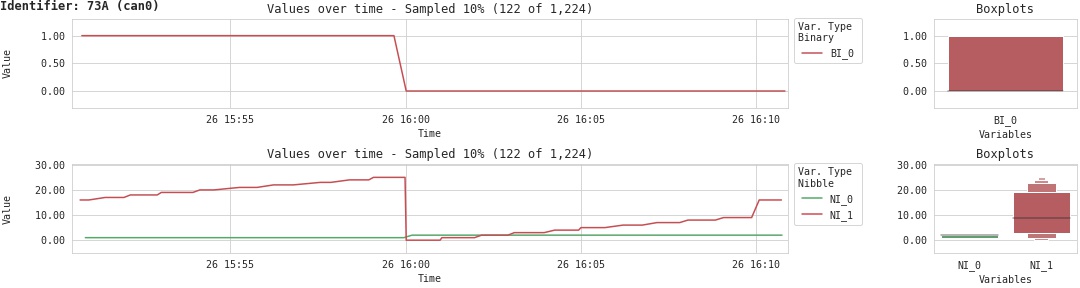 Identifier: 73A (can0)
Values over time - Sampled 10% (122 of 1,224)
Value
1.00
0.50
0.00
26 15:55
26 16:00
26 16:05
26 16:10
Time
Var. Type
Binary
BI_0
Boxplots
1.00
0.50
0.00
BI_0
Variables
Values over time - Sampled 10% (122 of 1,224)
Value
30.00
20.00
10.00
0.00
26 15:55
26 16:00
26 16:05
26 16:10
Time
Var. Type
Nibble
NI_0
NI_1
Boxplots
30.00
20.00
10.00
0.00
NI_0
NI_1
Variables